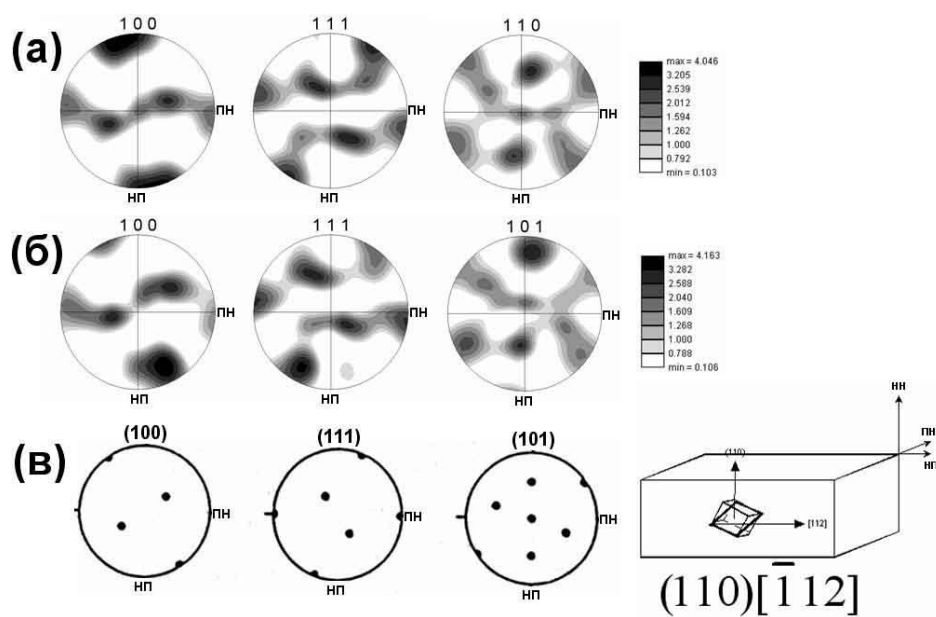 (а)
1 0 0
1 1 1
1 1 0
ПН
НП
НП
НП
max = 4.046
3.205
2.539
2.012
1.594
1.262
1.000
0.792
min = 0.103
(б)
1 0 0
1 1 1
1 0 1
ПН
ПН
ПН
НП
НП
НП
max = 4.163
3.282
2.588
2.040
1.609
1.268
1.000
0.788
min = 0.106
(в)
(100)
(111)
(101)
ПН
ПН
ПН
НП
НП
НП
НН
ПН
НП
(110)
[112]
(110)[1̅12]